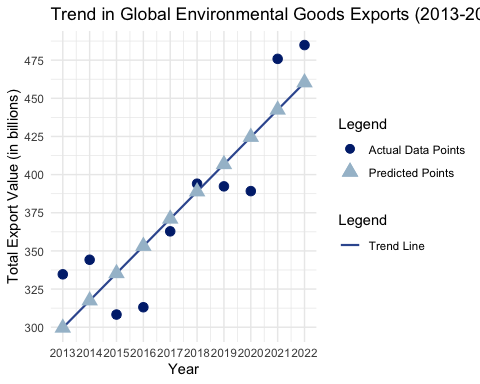 Trend in Global Environmental Goods Exports (2013-20
Total Export Value (in billions)
475
450
425
400
375
350
325
300
2013 2014 2015 2016 2017 2018 2019 2020 2021 2022
Year
Legend
Actual Data Points
Predicted Points
Legend
Trend Line